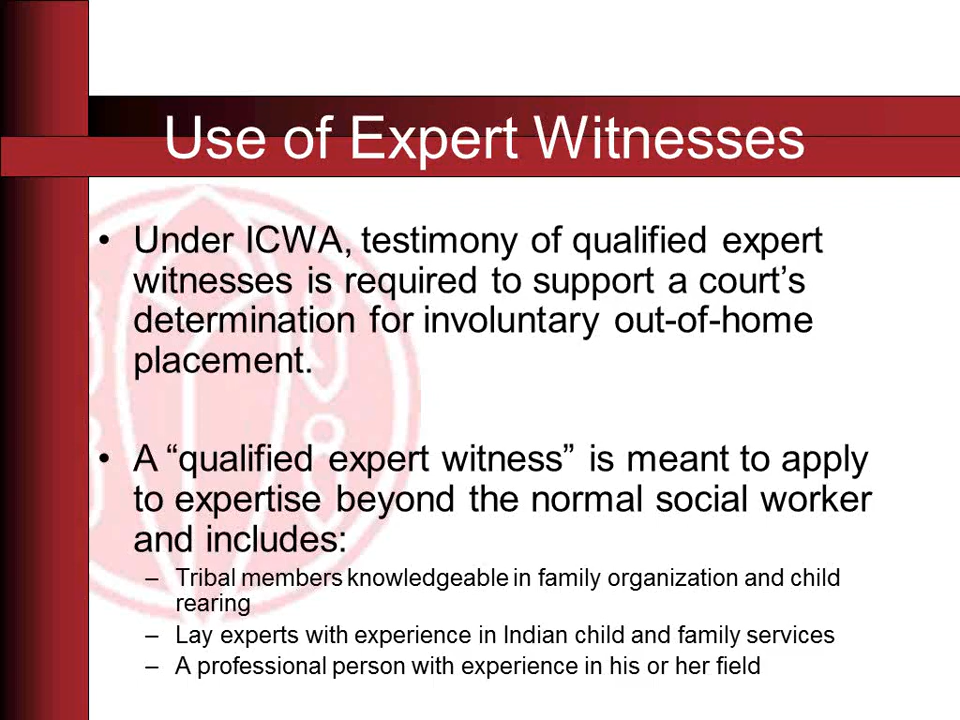 Use of Expert Witnesses
• Under ICWA, testimony of qualified expert
witnesses is required to support a court’s
determination for involuntary out-of-home
placement.
• A “qualified expert witness” is meant to apply
to expertise beyond the normal social worker
and includes:
– Tribal members knowledgeable in family organization and child
rearing
– Lay experts with experience in Indian child and family services
– A professional person with experience in his or her field